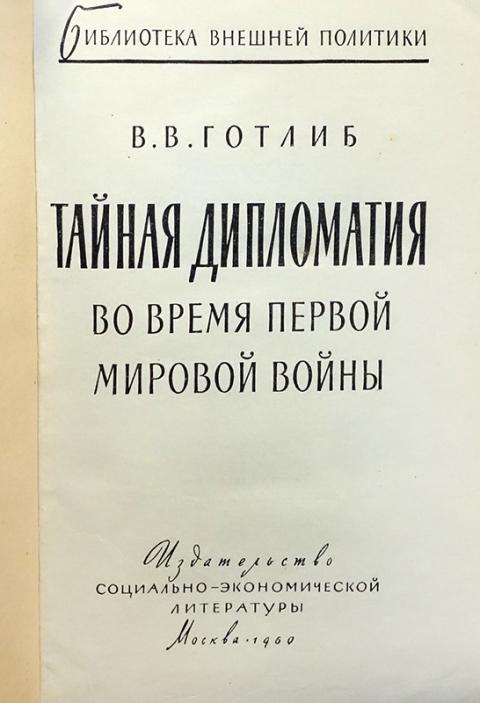 БИБЛИОТЕКА ВНЕШНЕЙ ПОЛИТИКИ
В.В.ГОТЛИБ
ТАЙНАЯ ДИПЛОМАТИЯ
ВО ВРЕМЯ ПЕРВОЙ
МИРОВОЙ ВОЙНЫ
Издательство
СОЦИАЛЬНО-ЭКОНОМИЧЕСКОЙ
ЛИТЕРАТУРЫ
Москва·1960